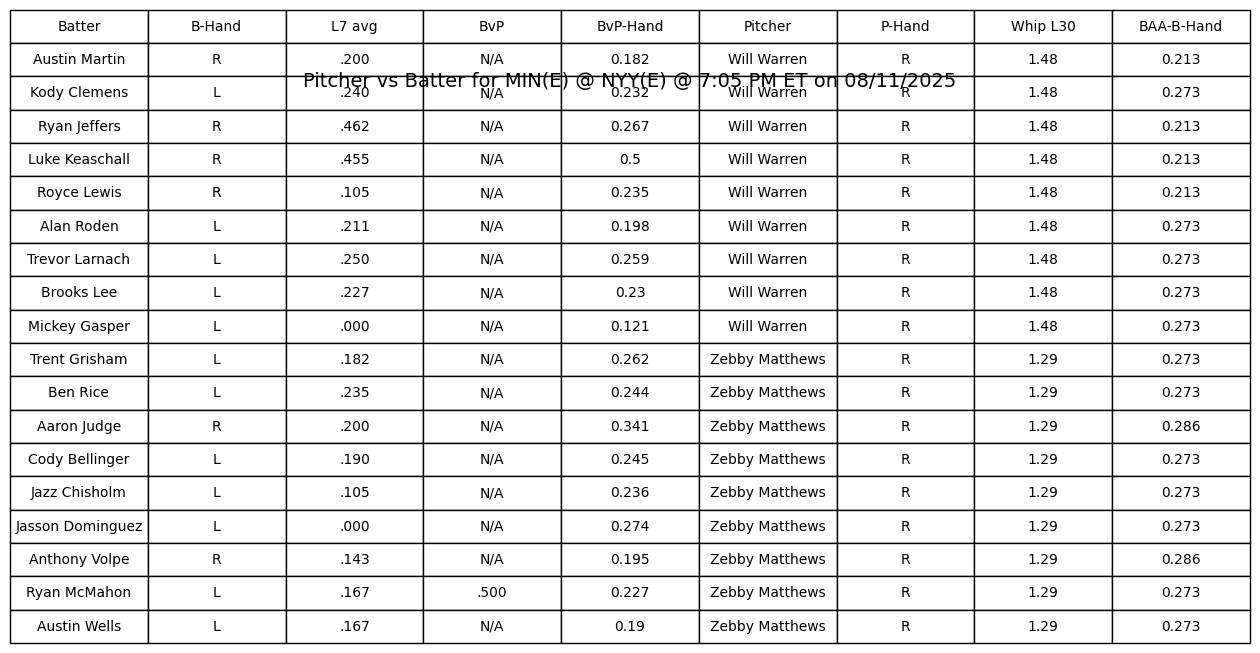 Batter B-Hand L7 avg BvP BvP-Hand Pitcher P-Hand Whip L30 BAA-B-Hand
Austin Martin R .200 N/A 0.182 Will Warren R 1.48 0.213
Pitcher vs Batter for MIN(E) @ NYY(E) @ 7:05 PM ET on 08/11/2025
Kody Clemens L .240 N/A 0.232 Will Warren R 1.48 0.273
Ryan Jeffers R .462 N/A 0.267 Will Warren R 1.48 0.213
Luke Keaschall R .455 N/A 0.5 Will Warren R 1.48 0.213
Royce Lewis R .105 N/A 0.235 Will Warren R 1.48 0.213
Alan Roden L .211 N/A 0.198 Will Warren R 1.48 0.273
Trevor Larnach L .250 N/A 0.259 Will Warren R 1.48 0.273
Brooks Lee L .227 N/A 0.23 Will Warren R 1.48 0.273
Mickey Gasper L .000 N/A 0.121 Will Warren R 1.48 0.273
Trent Grisham L .182 N/A 0.262 Zebby Matthews R 1.29 0.273
Ben Rice L .235 N/A 0.244 Zebby Matthews R 1.29 0.273
Aaron Judge R .200 N/A 0.341 Zebby Matthews R 1.29 0.286
Cody Bellinger L .190 N/A 0.245 Zebby Matthews R 1.29 0.273
Jazz Chisholm L .105 N/A 0.236 Zebby Matthews R 1.29 0.273
Jasson Dominguez L .000 N/A 0.274 Zebby Matthews R 1.29 0.273
Anthony Volpe R .143 N/A 0.195 Zebby Matthews R 1.29 0.286
Ryan McMahon L .167 .500 0.227 Zebby Matthews R 1.29 0.273
Austin Wells L .167 N/A 0.19 Zebby Matthews R 1.29 0.273